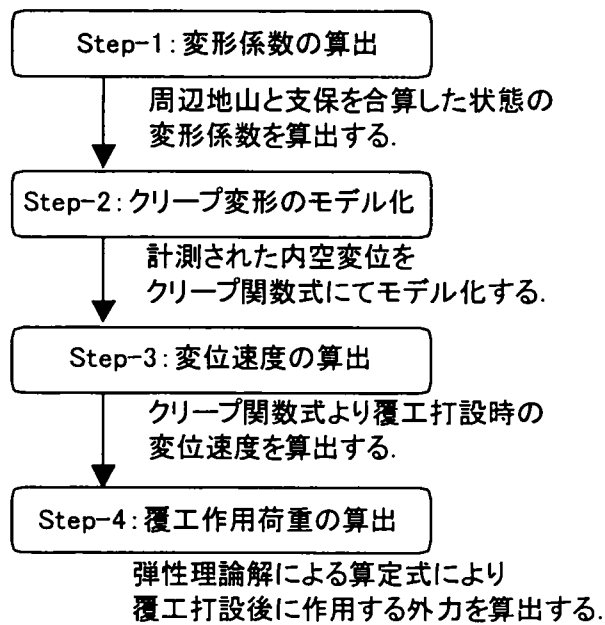 Step-1:変形係数の算出
周辺地山と支保を合算した状態の
変形係数を算出する.
Step-2:クリープ変形のモデル化
計測された内空変位を
クリープ関数式にてモデル化する.
Step-3:変位速度の算出
クリープ関数式より覆工打設時の
変位速度を算出する.
Step-4:覆工作用荷重の算出
弾性理論解による算定式により
覆工打設後に作用する外力を算出する.